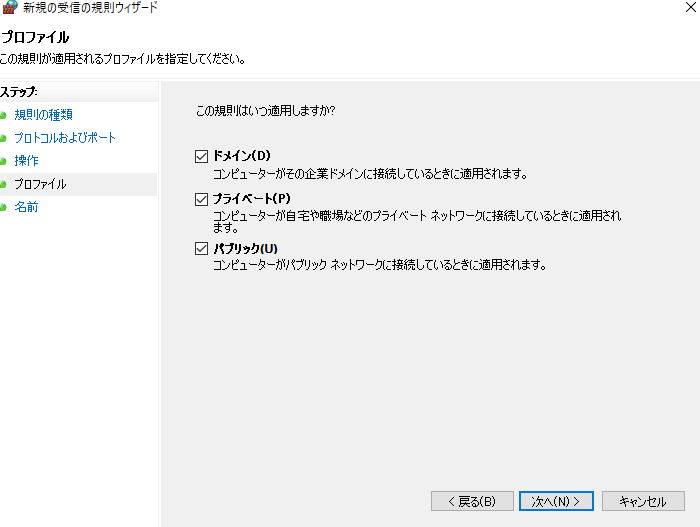 新規の受信の規則ウィザード
プロファイル
この規則が適用されるプロファイルを指定してください。
ステップ:
規則の種類
プロトコルおよびポート
操作
プロファイル
名前
この規則はいつ適用しますか?
ドメイン(D)
コンピューターがその企業ドメインに接続しているときに適用されます。
プライベート(P)
コンピューターが自宅や職場などのプライベート ネットワークに接続しているときに適用され
ます。
パブリック(U)
コンピューターがパブリック ネットワークに接続しているときに適用されます。
< 戻る(B)
次へ(N) >
キャンセル